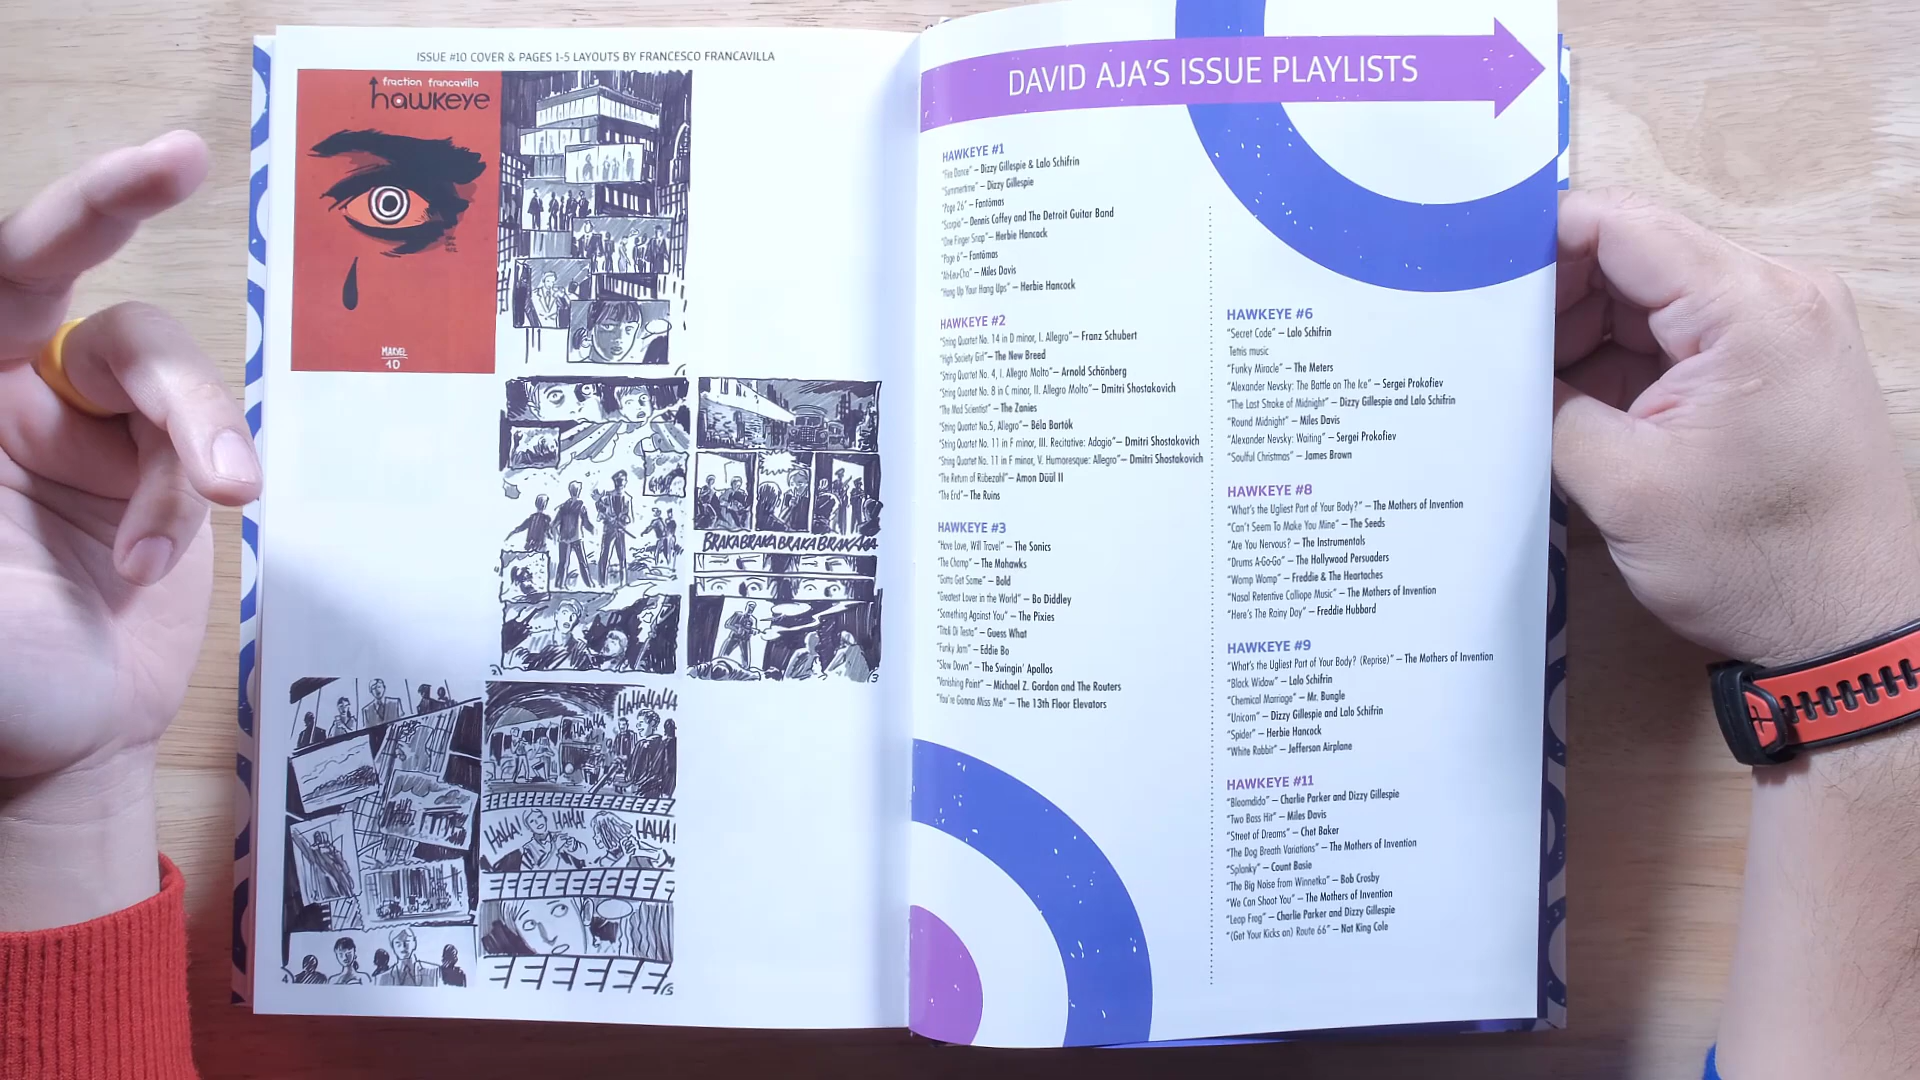 ISSUE #10 COVER & PAGES 1-5 LAYOUTS BY FRANCESCO FRANCAVILLA
fraction francavilla
hawkeye
MARVEL
10
BRAKABRAKABRAKABRAKAKA
HAHAHAHA
HAHAHA
EEEEEEEEEEEEEEEEE
HAHA!
HAHA!
HAHA!
EEEEEEEEEE
EEEEEEE
1
2
3
4
5
DAVID AJA'S ISSUE PLAYLISTS
HAWKEYE #1
"Fire Dance" – Dizzy Gillespie & Lalo Schifrin
"Summertime" – Dizzy Gillespie
"Page 26" – Fantômas
"Scorpio" – Dennis Coffey and The Detroit Guitar Band
"One Finger Snap" – Herbie Hancock
"Page 6" – Fantômas
"Ah-Leu-Cha" – Miles Davis
"Hang Up Your Hang Ups" – Herbie Hancock
HAWKEYE #2
"String Quartet No. 14 in D minor, I. Allegro" – Franz Schubert
"High Society Girl" – The New Breed
"String Quartet No. 4, I. Allegro Molto" – Arnold Schönberg
"String Quartet No. 8 in C minor, II. Allegro Molto" – Dmitri Shostakovich
"The Mad Scientist" – The Zanies
"String Quartet No.5, Allegro" – Béla Bartók
"String Quartet No. 11 in F minor, III. Recitative: Adagio" – Dmitri Shostakovich
"String Quartet No. 11 in F minor, V. Humoresque: Allegro" – Dmitri Shostakovich
"The Return of Rübezahl" – Amon Düül II
"The End" – The Ruins
HAWKEYE #3
"Have Love, Will Travel" – The Sonics
"The Champ" – The Mohawks
"Gotta Get Some" – Bold
"Greatest Lover in the World" – Bo Diddley
"Something Against You" – The Pixies
"Titoli Di Testa" – Guess What
"Funky Jam" – Eddie Bo
"Slow Down" – The Swingin' Apollos
"Vanishing Point" – Michael Z. Gordon and The Routers
"You're Gonna Miss Me" – The 13th Floor Elevators
HAWKEYE #6
"Secret Code" – Lalo Schifrin
Tetris music
"Funky Miracle" – The Meters
"Alexander Nevsky: The Battle on The Ice" – Sergei Prokofiev
"The Last Stroke of Midnight" – Dizzy Gillespie and Lalo Schifrin
"Round Midnight" – Miles Davis
"Alexander Nevsky: Waiting" – Sergei Prokofiev
"Soulful Christmas" – James Brown
HAWKEYE #8
"What's the Ugliest Part of Your Body?" – The Mothers of Invention
"Can't Seem To Make You Mine" – The Seeds
"Are You Nervous? – The Instrumentals
"Drums A-Go-Go" – The Hollywood Persuaders
"Womp Womp" – Freddie & The Heartaches
"Nasal Retentive Calliope Music" – The Mothers of Invention
"Here's The Rainy Day" – Freddie Hubbard
HAWKEYE #9
"What's the Ugliest Part of Your Body? (Reprise)" – The Mothers of Invention
"Black Widow" – Lalo Schifrin
"Chemical Marriage" – Mr. Bungle
"Unicorn" – Dizzy Gillespie and Lalo Schifrin
"Spider" – Herbie Hancock
"White Rabbit" – Jefferson Airplane
HAWKEYE #11
"Bloomdido" – Charlie Parker and Dizzy Gillespie
"Two Bass Hit" – Miles Davis
"Street of Dreams" – Chet Baker
"The Dog Breath Variations" – The Mothers of Invention
"Splanky" – Count Basie
"The Big Noise from Winnetka" – Bob Crosby
"We Can Shoot You" – The Mothers of Invention
"Leap Frog" – Charlie Parker and Dizzy Gillespie
"(Get Your Kicks on) Route 66" – Nat King Cole